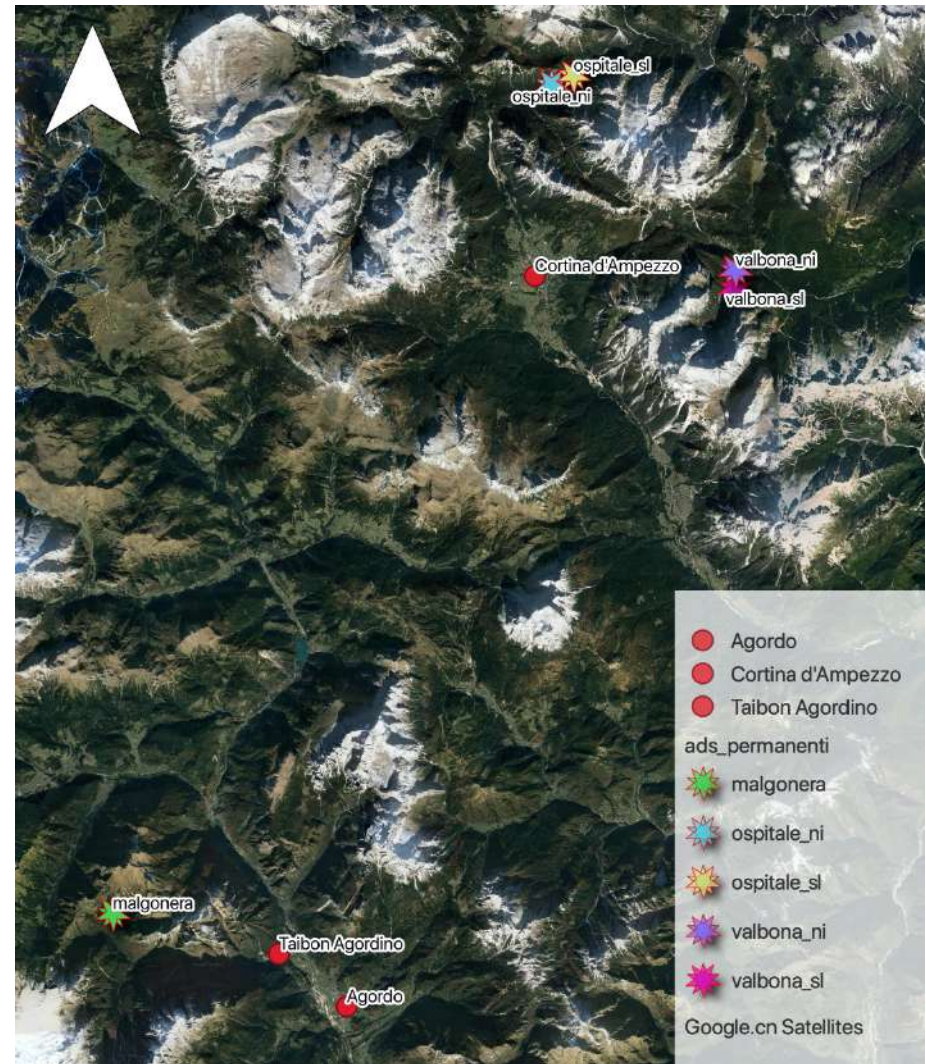 ospitale_sl
ospitale_ni
Cortina d'Ampezzo
valbona_ni
valbona_sl
malgonera
Taibon Agordino
Agordo
Agordo
Cortina d'Ampezzo
Taibon Agordino
ads_permanenti
malgonera
ospitale_ni
ospitale_sl
valbona_ni
valbona_sl
Google.cn Satellites